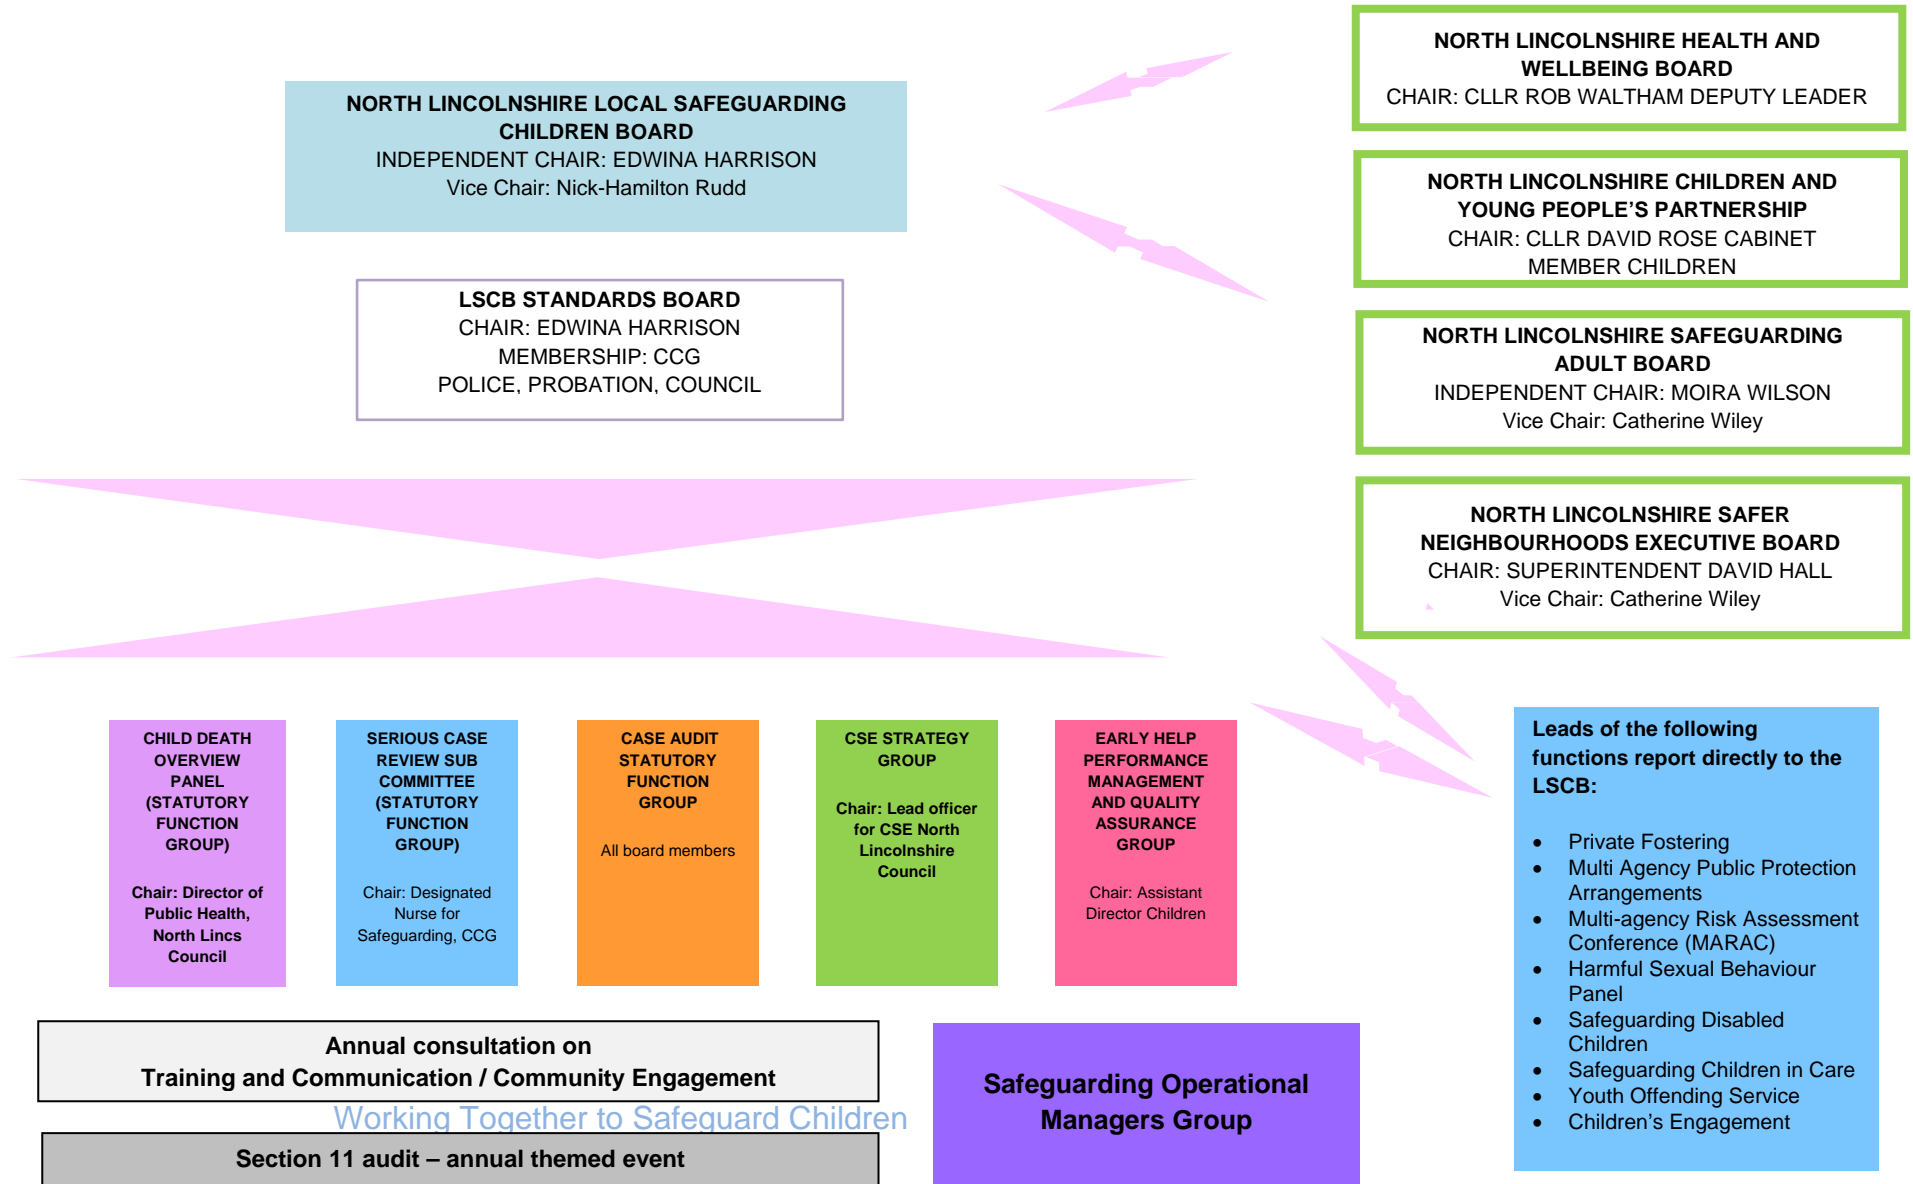 NORTH LINCOLNSHIRE LOCAL SAFEGUARDING
CHILDREN BOARD
INDEPENDENT CHAIR: EDWINA HARRISON
Vice Chair: Nick-Hamilton Rudd
LSCB STANDARDS BOARD
CHAIR: EDWINA HARRISON
MEMBERSHIP: CCG
POLICE, PROBATION, COUNCIL
NORTH LINCOLNSHIRE HEALTH AND
WELLBEING BOARD
CHAIR: CLLR ROB WALTHAM DEPUTY LEADER
NORTH LINCOLNSHIRE CHILDREN AND
YOUNG PEOPLE’S PARTNERSHIP
CHAIR: CLLR DAVID ROSE CABINET
MEMBER CHILDREN
NORTH LINCOLNSHIRE SAFEGUARDING
ADULT BOARD
INDEPENDENT CHAIR: MOIRA WILSON
Vice Chair: Catherine Wiley
NORTH LINCOLNSHIRE SAFER
NEIGHBOURHOODS EXECUTIVE BOARD
CHAIR: SUPERINTENDENT DAVID HALL
Vice Chair: Catherine Wiley
CHILD DEATH
OVERVIEW
PANEL
(STATUTORY
FUNCTION
GROUP)
Chair: Director of
Public Health,
North Lincs
Council
SERIOUS CASE
REVIEW SUB
COMMITTEE
(STATUTORY
FUNCTION
GROUP)
Chair: Designated
Nurse for
Safeguarding, CCG
CASE AUDIT
STATUTORY
FUNCTION
GROUP
All board members
CSE STRATEGY
GROUP
Chair: Lead officer
for CSE North
Lincolnshire
Council
EARLY HELP
PERFORMANCE
MANAGEMENT
AND QUALITY
ASSURANCE
GROUP
Chair: Assistant
Director Children
Leads of the following
functions report directly to the
LSCB:
• Private Fostering
• Multi Agency Public Protection
Arrangements
• Multi-agency Risk Assessment
Conference (MARAC)
• Harmful Sexual Behaviour
Panel
• Safeguarding Disabled
Children
• Safeguarding Children in Care
• Youth Offending Service
• Children’s Engagement
Annual consultation on
Training and Communication / Community Engagement
Working Together to Safeguard Children
Section 11 audit – annual themed event
Safeguarding Operational
Managers Group